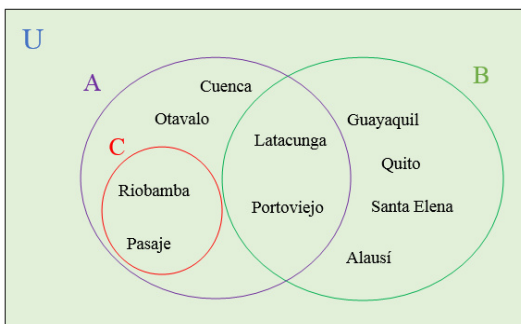 U
A
B
Cuenca
Otavalo
Guayaquil
C
Latacunga
Quito
Riobamba
Portoviejo
Santa Elena
Pasaje
Alausí